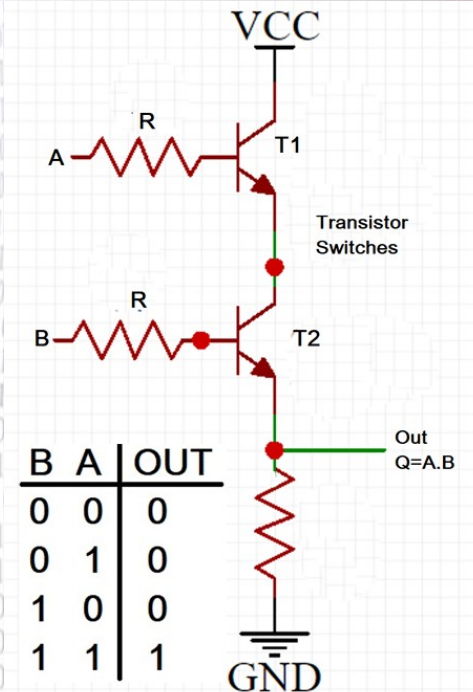 VCC
R
A
T1
Transistor
Switches
R
B
T2
Out
Q=A.B
B A OUT
0 0 0
0 1 0
1 0 0
1 1 1
GND